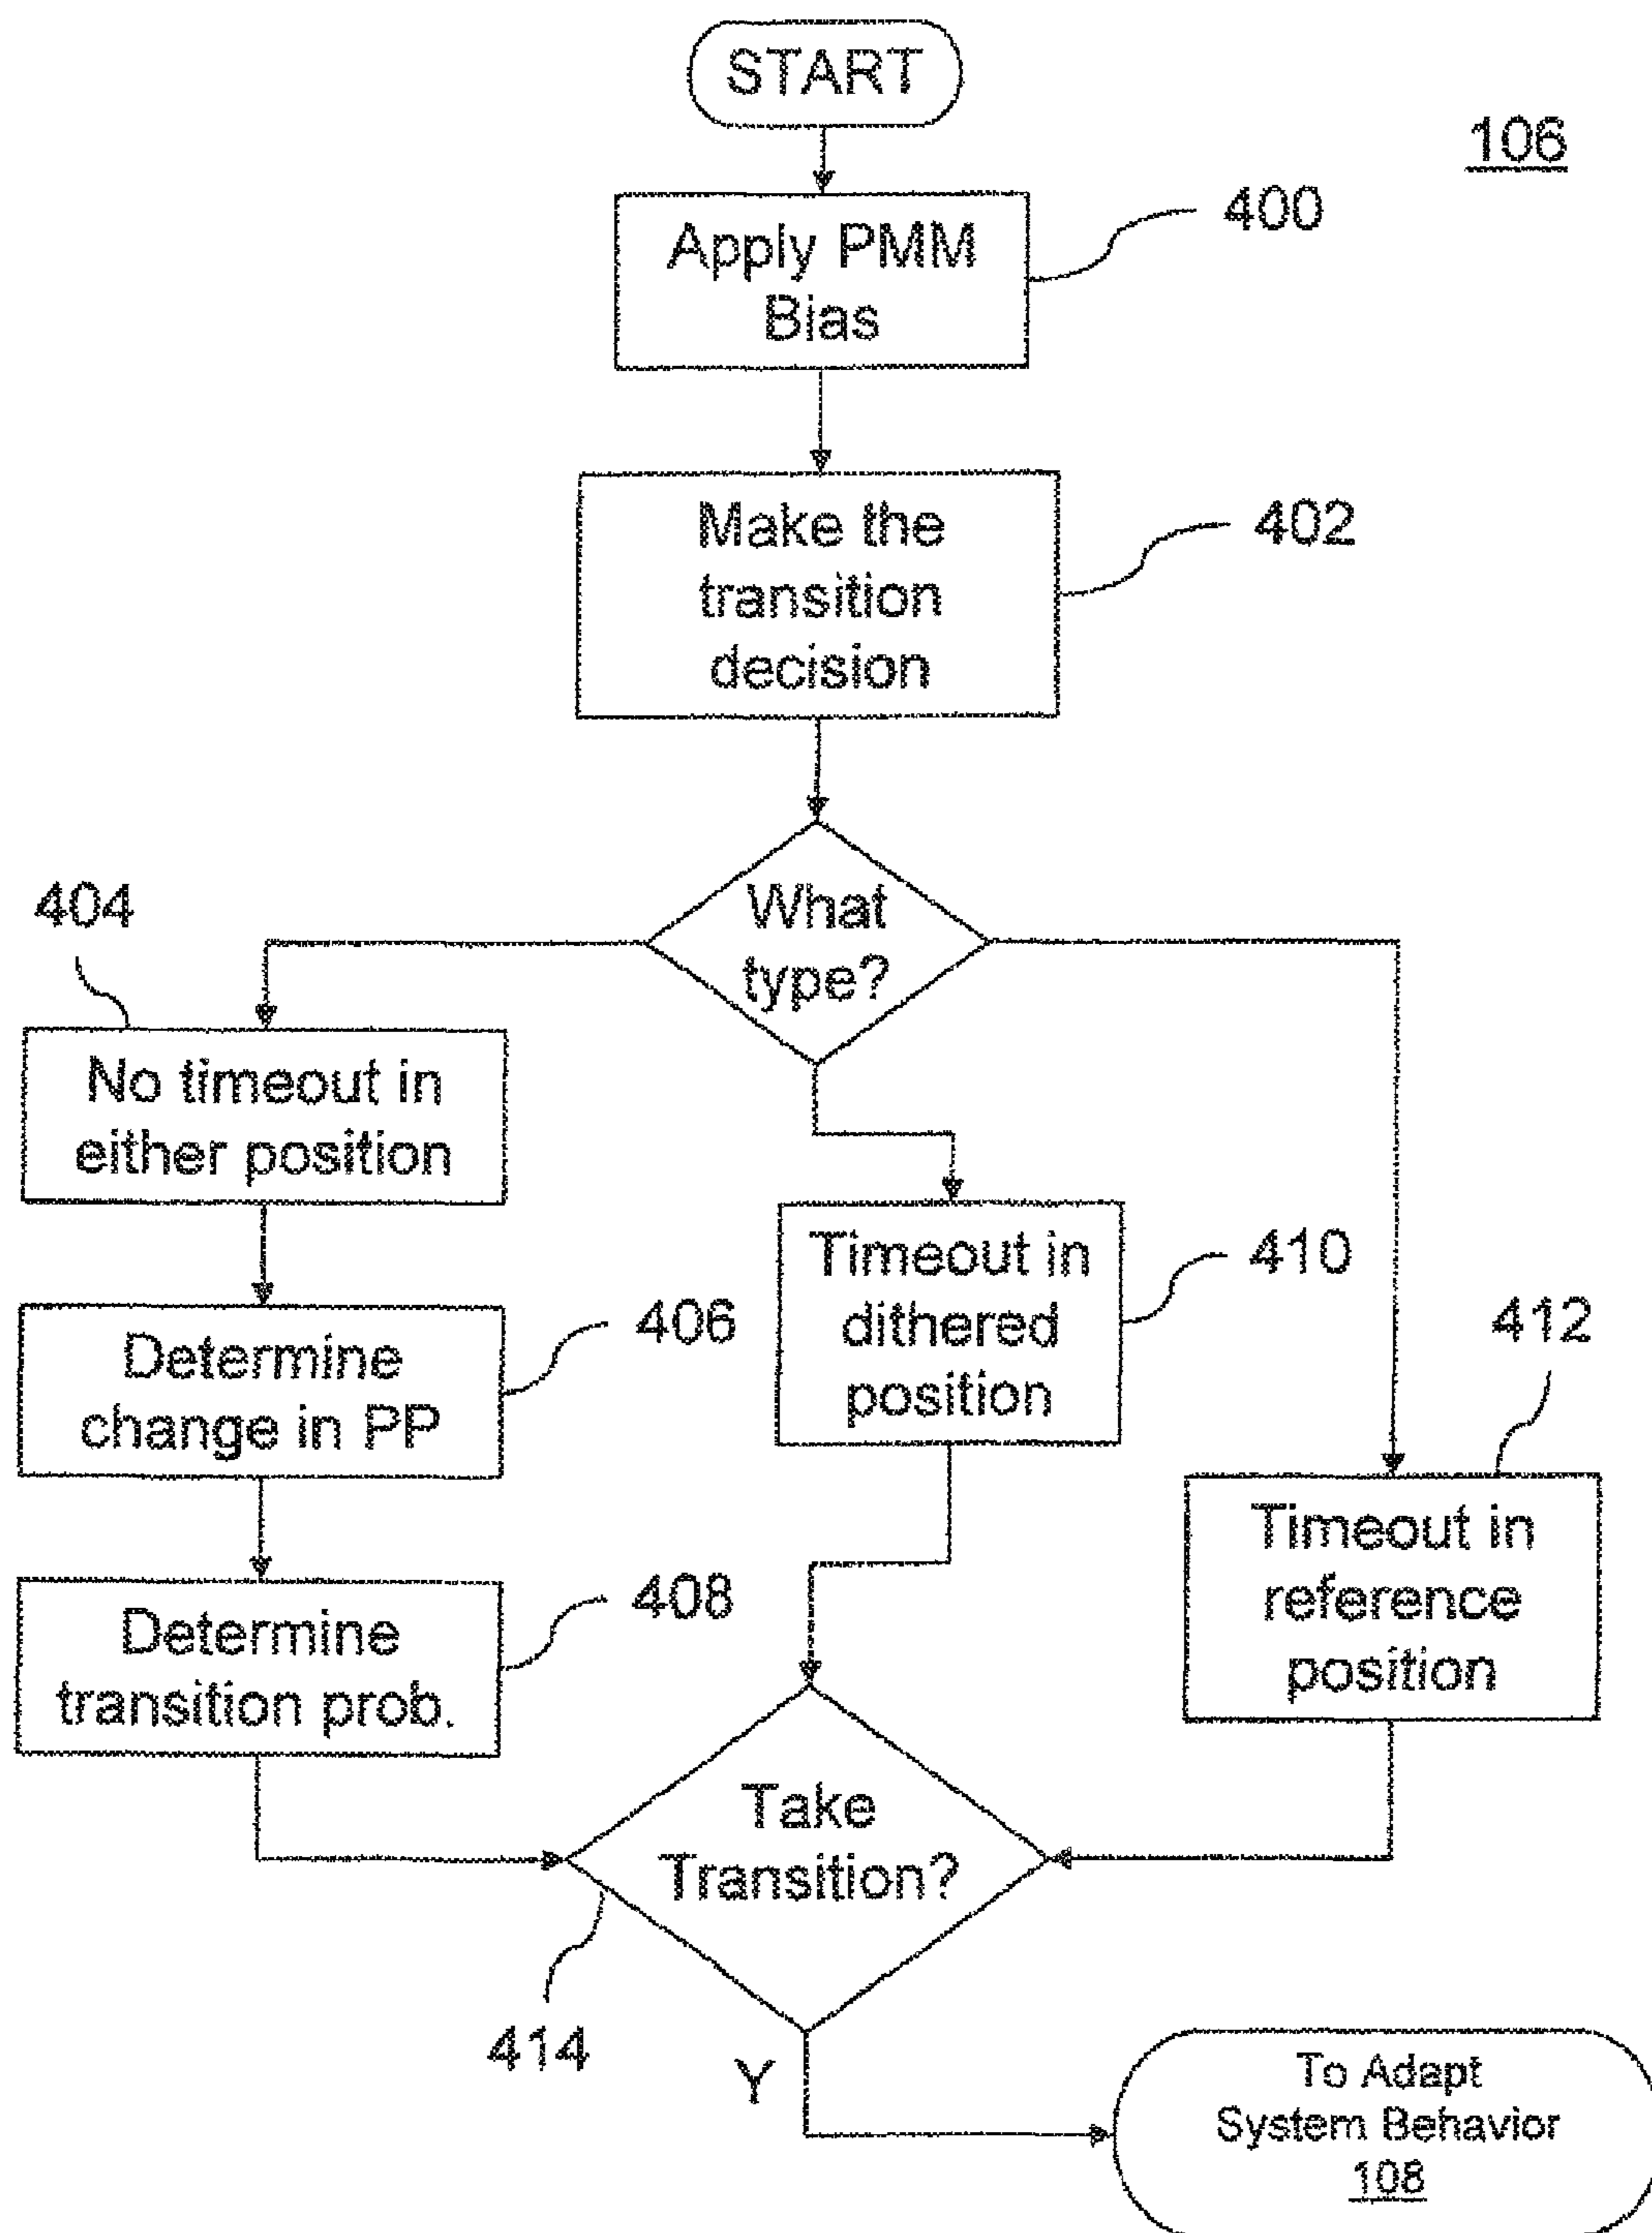 START
106
400
Apply PMM
Bias
402
Make the
transition
decision
404
What
type?
No timeout in
either position
410
Timeout in
dithered
position
406
Determine
change in PP
412
Timeout in
reference
position
408
Determine
transition prob.
Take
Transition?
414
Y
To Adapt
System Behavior
108